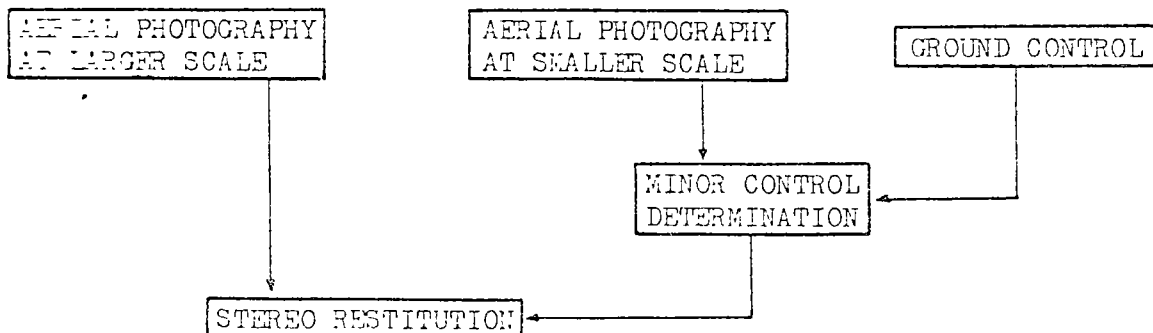 AERIAL PHOTOGRAPHY
AT LARGER SCALE
AERIAL PHOTOGRAPHY
AT SMALLER SCALE
GROUND CONTROL
MINOR CONTROL
DETERMINATION
STEREO RESTITUTION